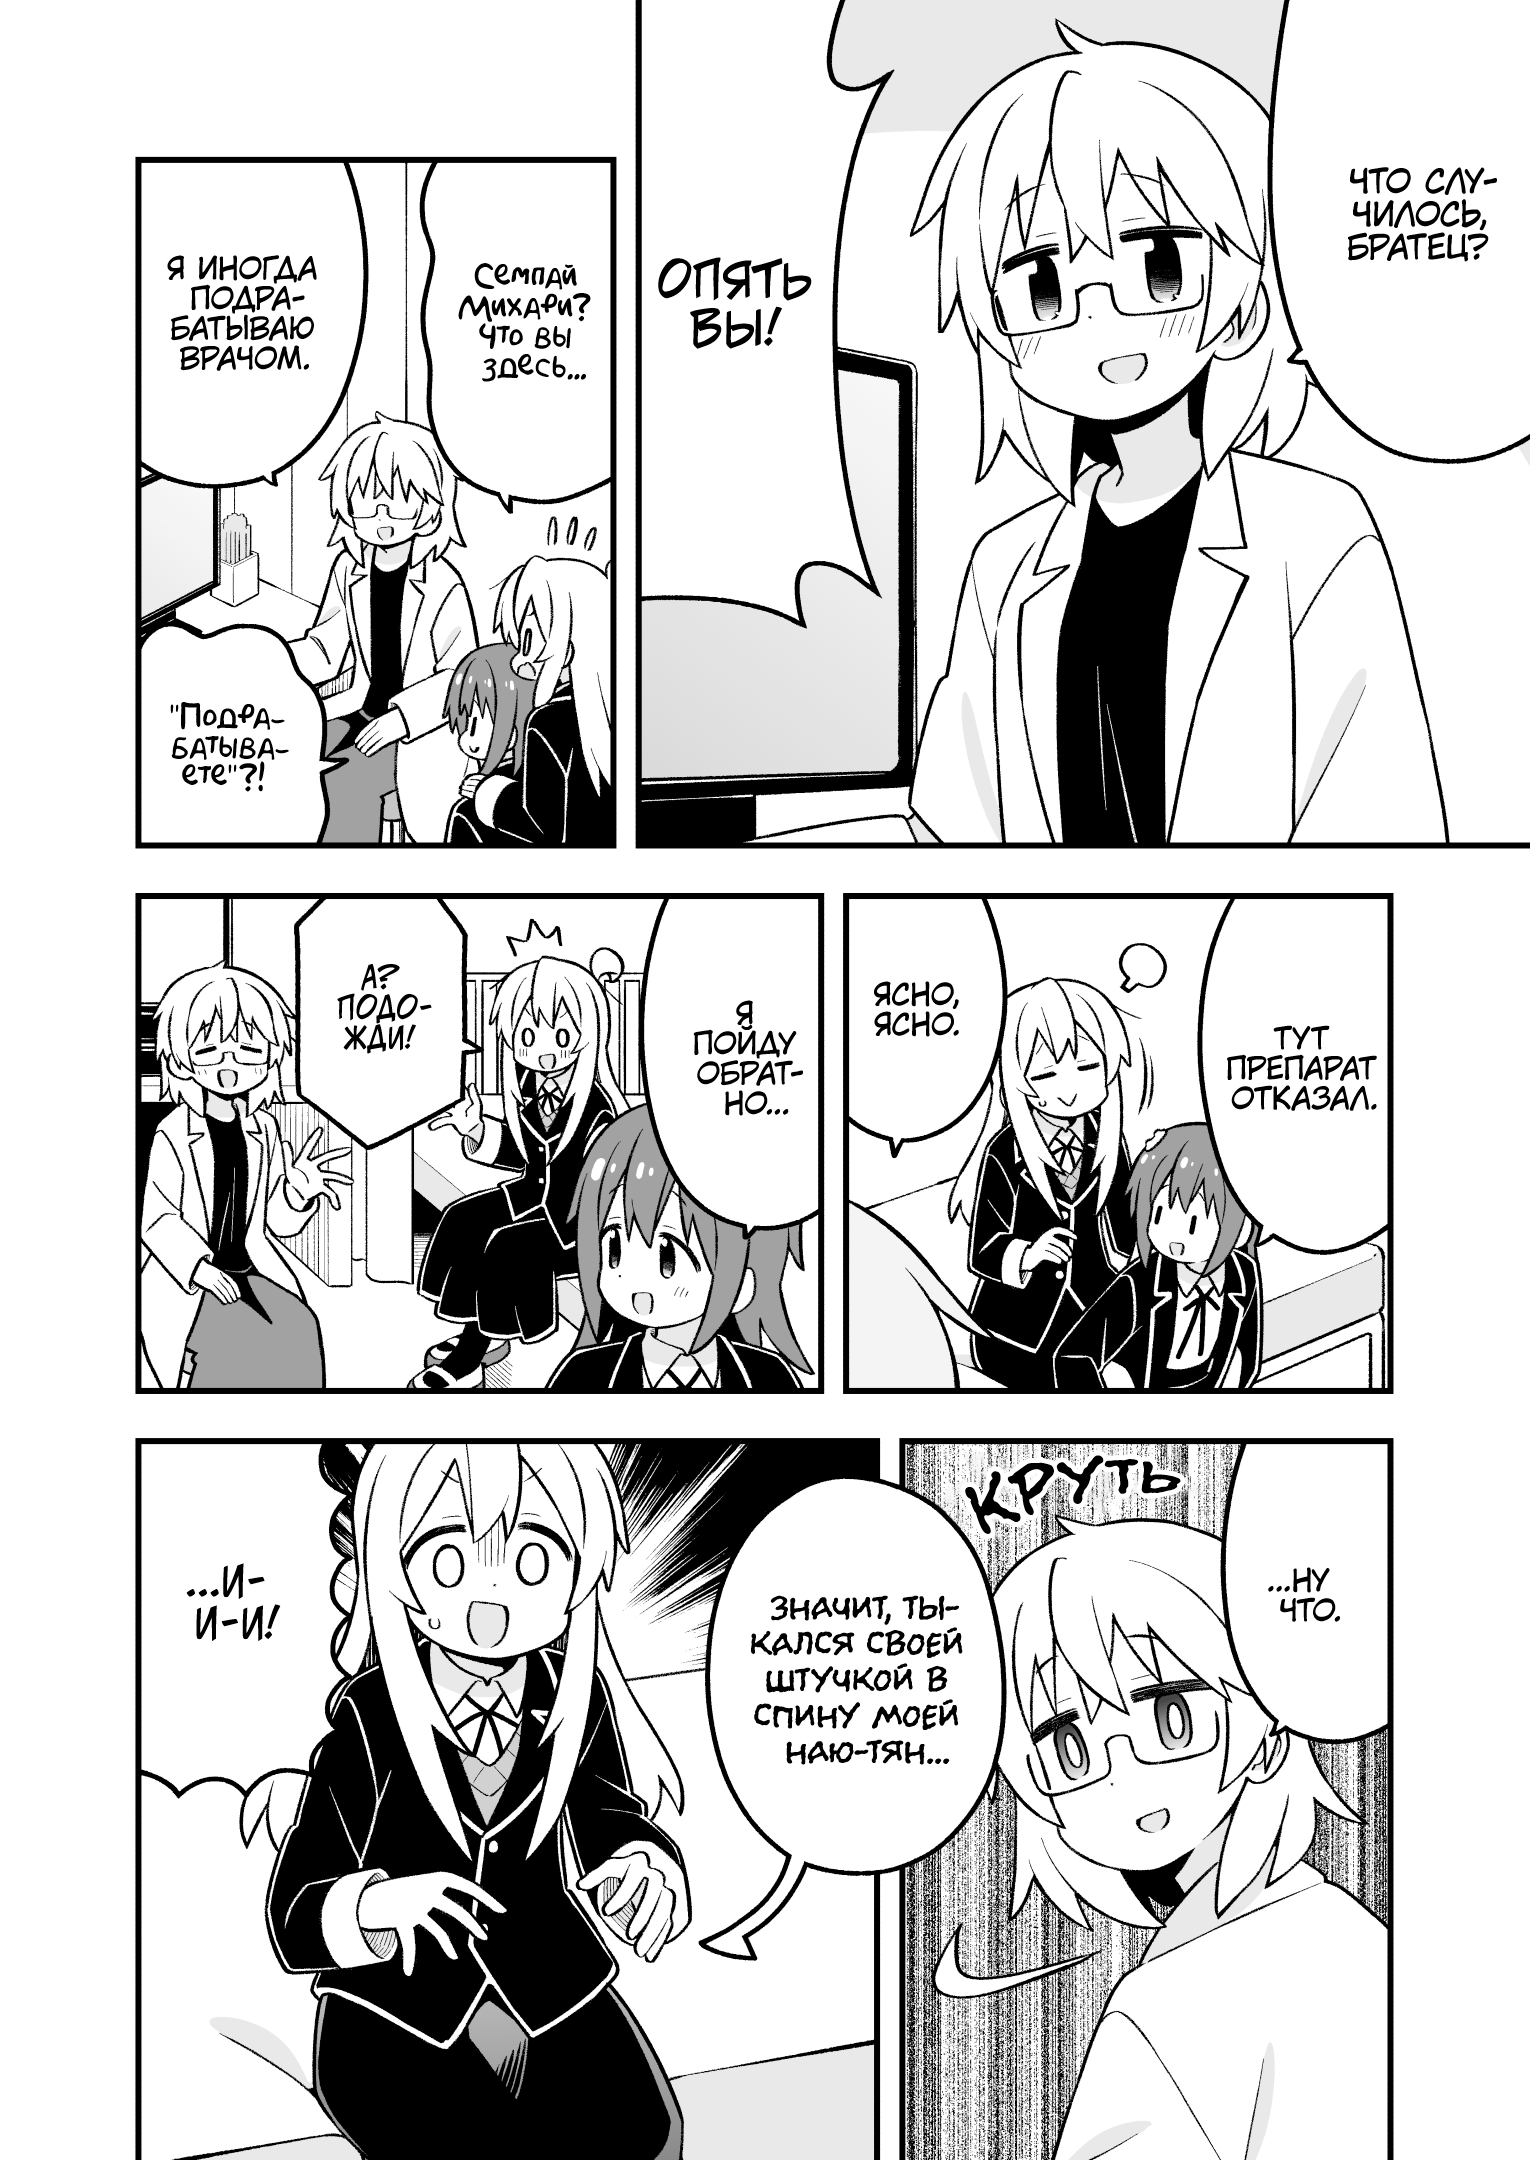 ЧТО СЛУ-
ЧИЛОСЬ,
БРАТЕЦ?
ОПЯТЬ
ВЫ!
СЕМПАЙ
МИХАРИ?
ЧТО ВЫ
ЗДЕСЬ...
Я ИНОГДА
ПОДРА-
БАТЫВАЮ
ВРАЧОМ.
"ПОДРА-
БАТЫВА-
ЕТЕ"?!
ТУТ
ПРЕПАРАТ
ОТКАЗАЛ.
ЯСНО,
ЯСНО.
Я
ПОЙДУ
ОБРАТ-
НО...
А?
ПОДО-
ЖДИ!
...НУ
ЧТО.
КРУТЬ
ЗНАЧИТ, ТЫ-
КАЛСЯ СВОЕЙ
ШТУЧКОЙ В
СПИНУ МОЕЙ
НАЮ-ТЯН...
...И-
И-И!